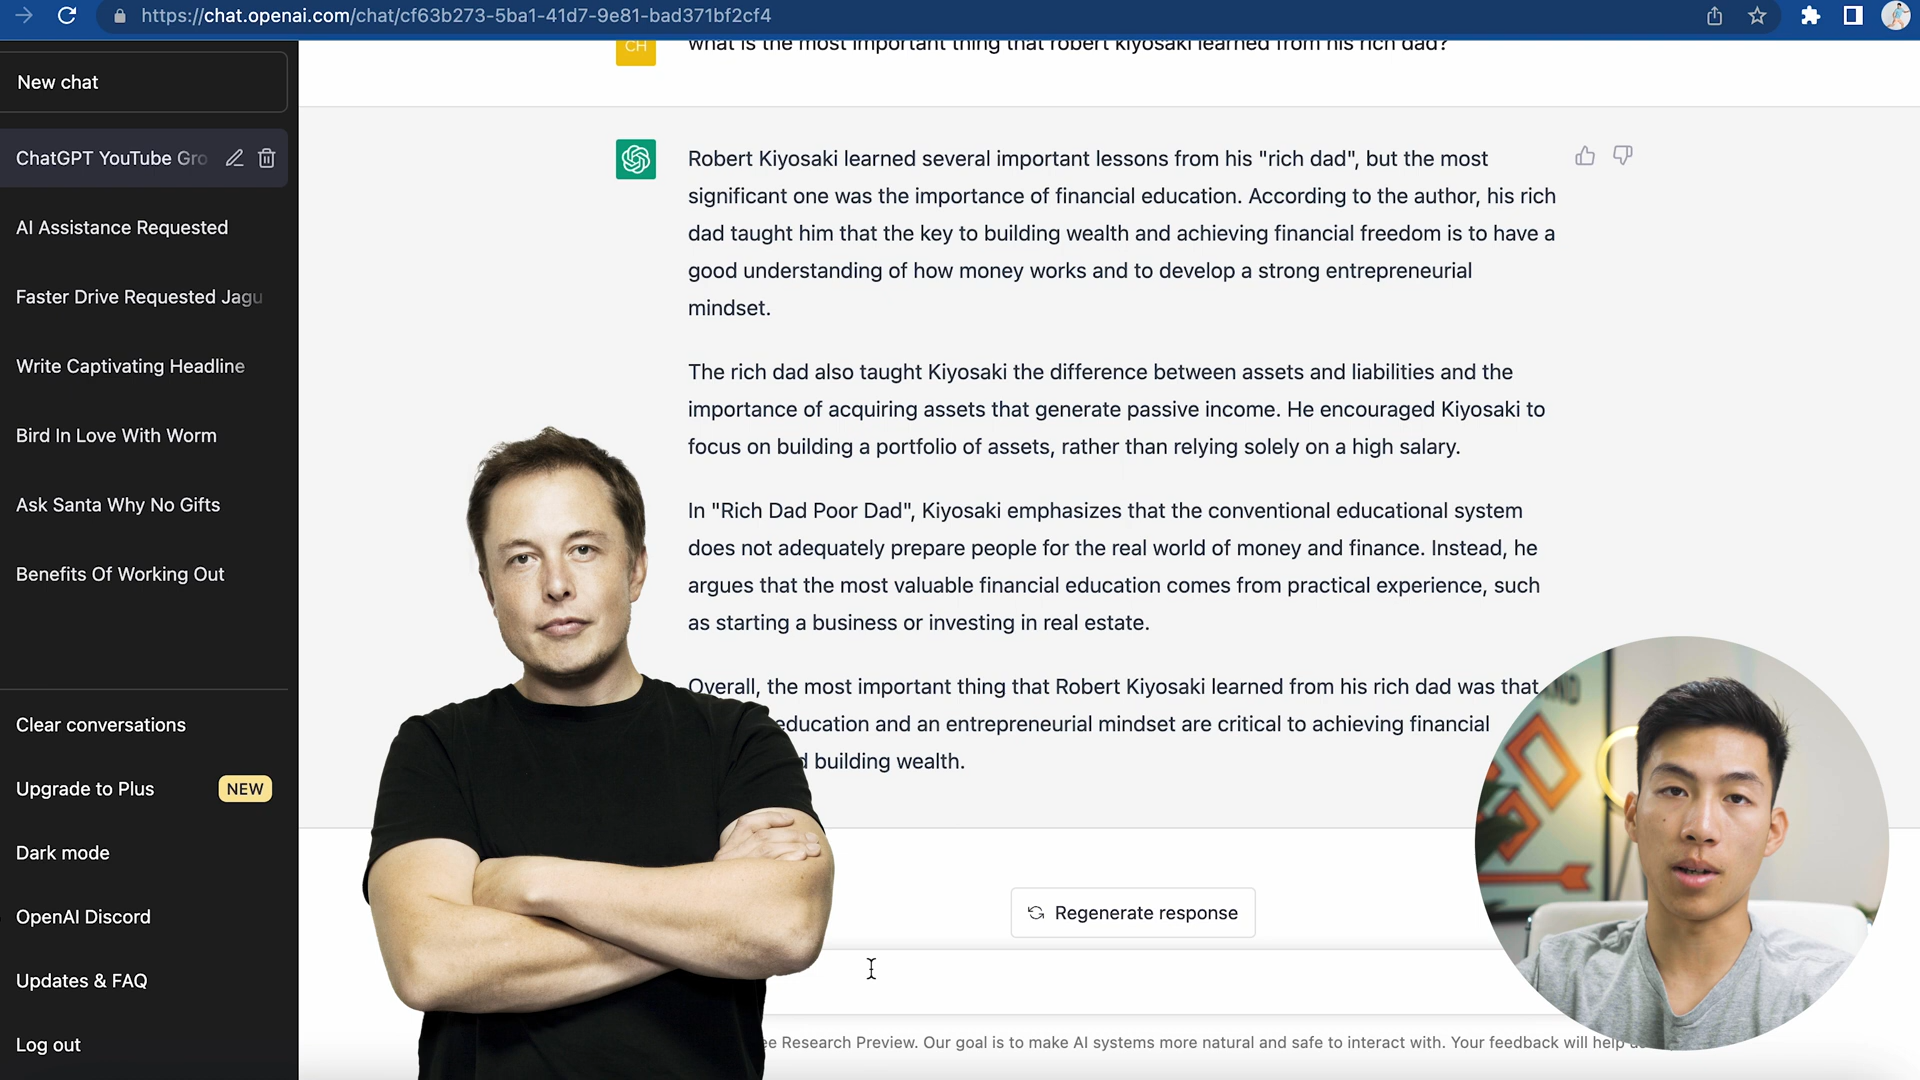 https://chat.openai.com/chat/cf63b273-5ba1-41d7-9e81-bad371bf2cf4
New chat
ChatGPT YouTube Gro
AI Assistance Requested
Faster Drive Requested Jagu
Write Captivating Headline
Bird In Love With Worm
Ask Santa Why No Gifts
Benefits Of Working Out
Clear conversations
Upgrade to Plus NEW
Dark mode
OpenAI Discord
Updates & FAQ
Log out
CH
what is the most important thing that robert kiyosaki learned from his rich dad?
Robert Kiyosaki learned several important lessons from his "rich dad", but the most
significant one was the importance of financial education. According to the author, his rich
dad taught him that the key to building wealth and achieving financial freedom is to have a
good understanding of how money works and to develop a strong entrepreneurial
mindset.
The rich dad also taught Kiyosaki the difference between assets and liabilities and the
importance of acquiring assets that generate passive income. He encouraged Kiyosaki to
focus on building a portfolio of assets, rather than relying solely on a high salary.
In "Rich Dad Poor Dad", Kiyosaki emphasizes that the conventional educational system
does not adequately prepare people for the real world of money and finance. Instead, he
argues that the most valuable financial education comes from practical experience, such
as starting a business or investing in real estate.
Overall, the most important thing that Robert Kiyosaki learned from his rich dad was that
education and an entrepreneurial mindset are critical to achieving financial
building wealth.
Regenerate response
Research Preview. Our goal is to make AI systems more natural and safe to interact with. Your feedback will help